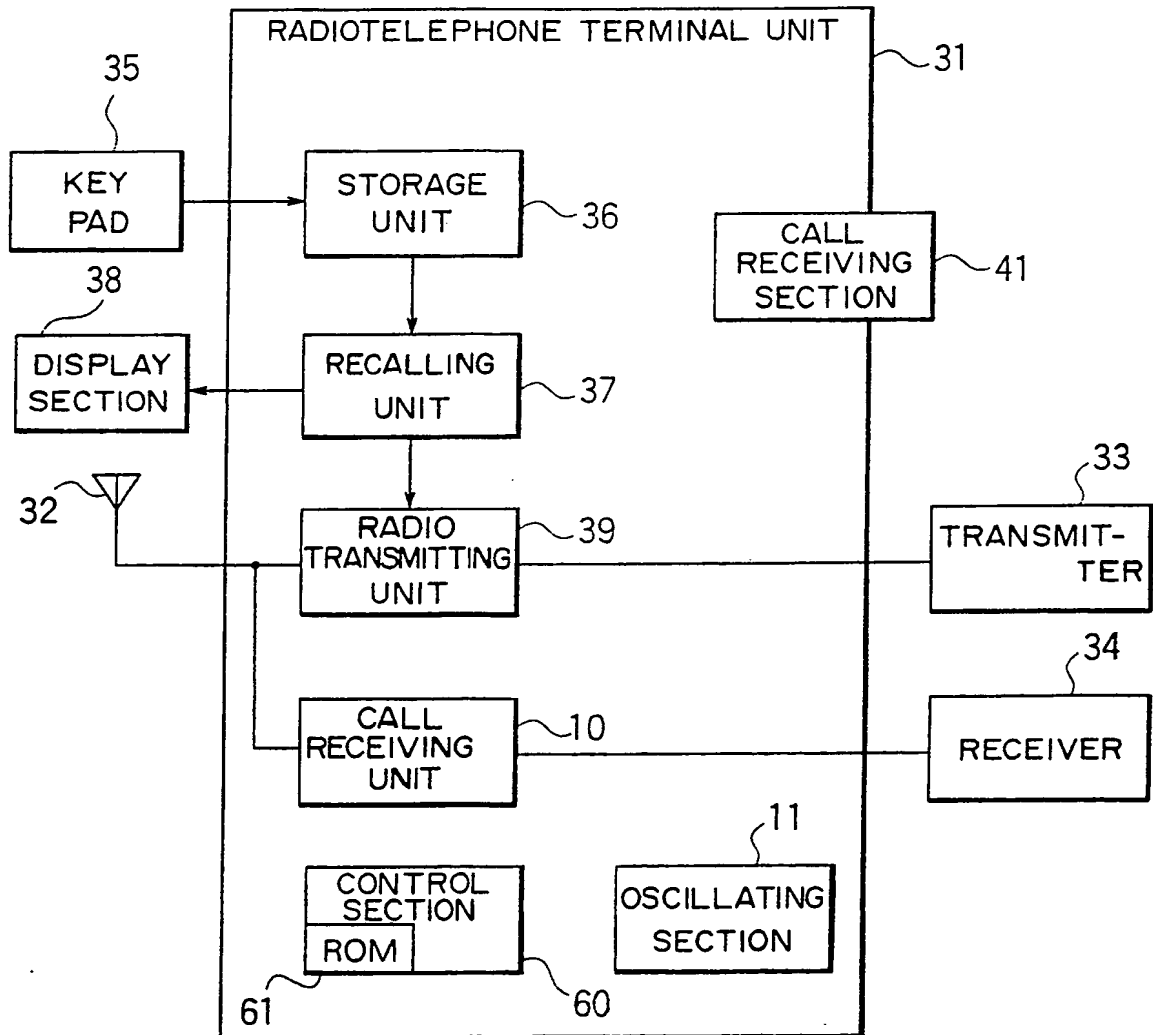 RADIOTELEPHONE TERMINAL UNIT
31
35
KEY
PAD
STORAGE
UNIT
36
CALL
RECEIVING
SECTION
41
38
DISPLAY
SECTION
RECALLING
UNIT
37
32
RADIO
TRANSMITTING
UNIT
39
33
TRANSMIT-
TER
CALL
RECEIVING
UNIT
10
34
RECEIVER
11
CONTROL
SECTION
ROM
OSCILLATING
SECTION
61
60